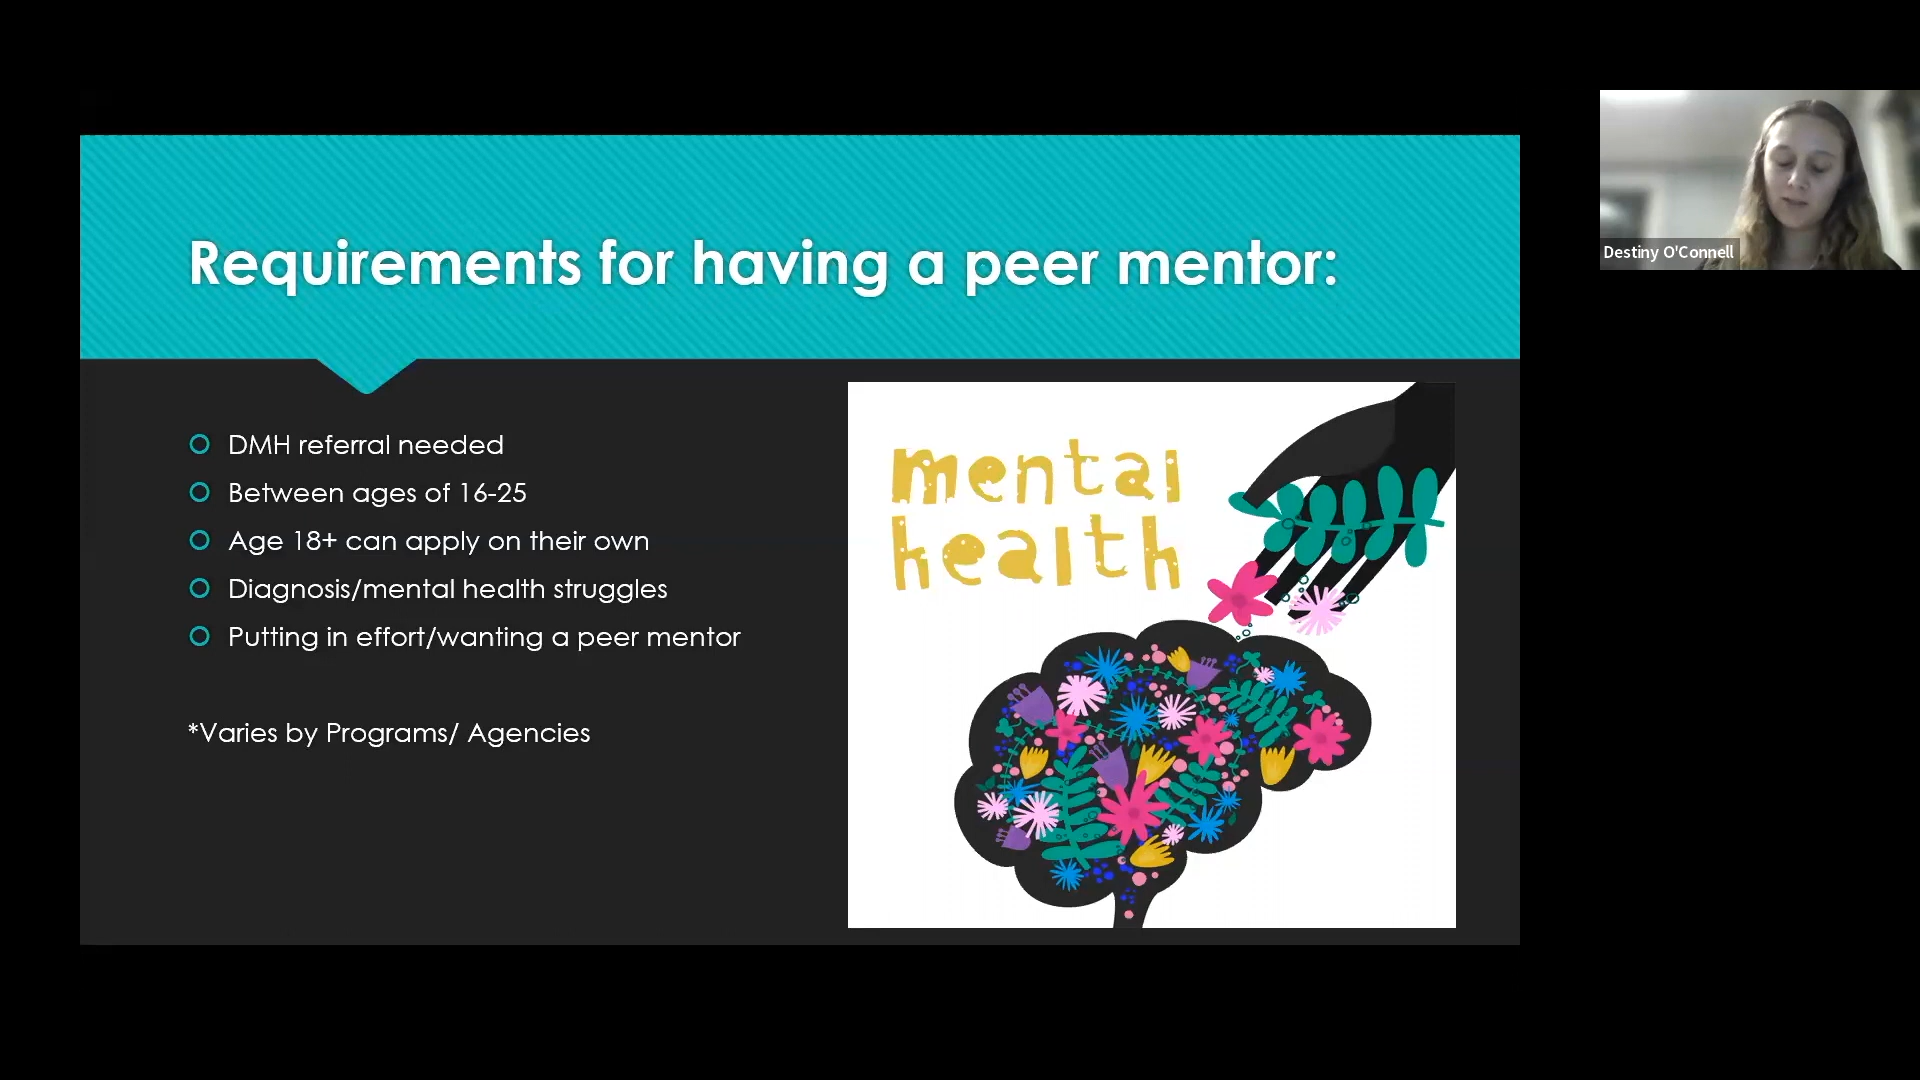 Requirements for having a peer mentor:
DMH referral needed
Between ages of 16-25
Age 18+ can apply on their own
Diagnosis/mental health struggles
Putting in effort/wanting a peer mentor
*Varies by Programs/ Agencies
mental
health
Destiny O'Connell